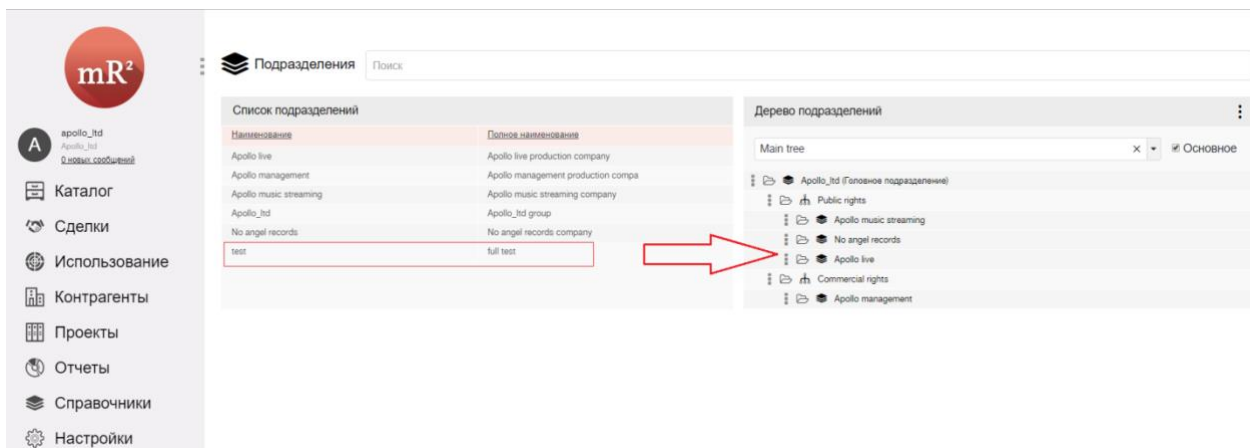 mR²
apollo_ltd
Apollo_ltd
0 новых сообщений
A
Каталог
Сделки
Использование
Контрагенты
Проекты
Отчеты
Справочники
Настройки
Подразделения
Поиск
Список подразделений
Наименование Полное наименование
Apollo live Apollo live production company
Apollo management Apollo management production compa
Apollo music streaming Apollo music streaming company
Apollo_ltd Apollo_ltd group
No angel records No angel records company
test full test
Дерево подразделений
Main tree Основное
Apollo_ltd (Головное подразделение)
Public rights
Apollo music streaming
No angel records
Apollo live
Commercial rights
Apollo management